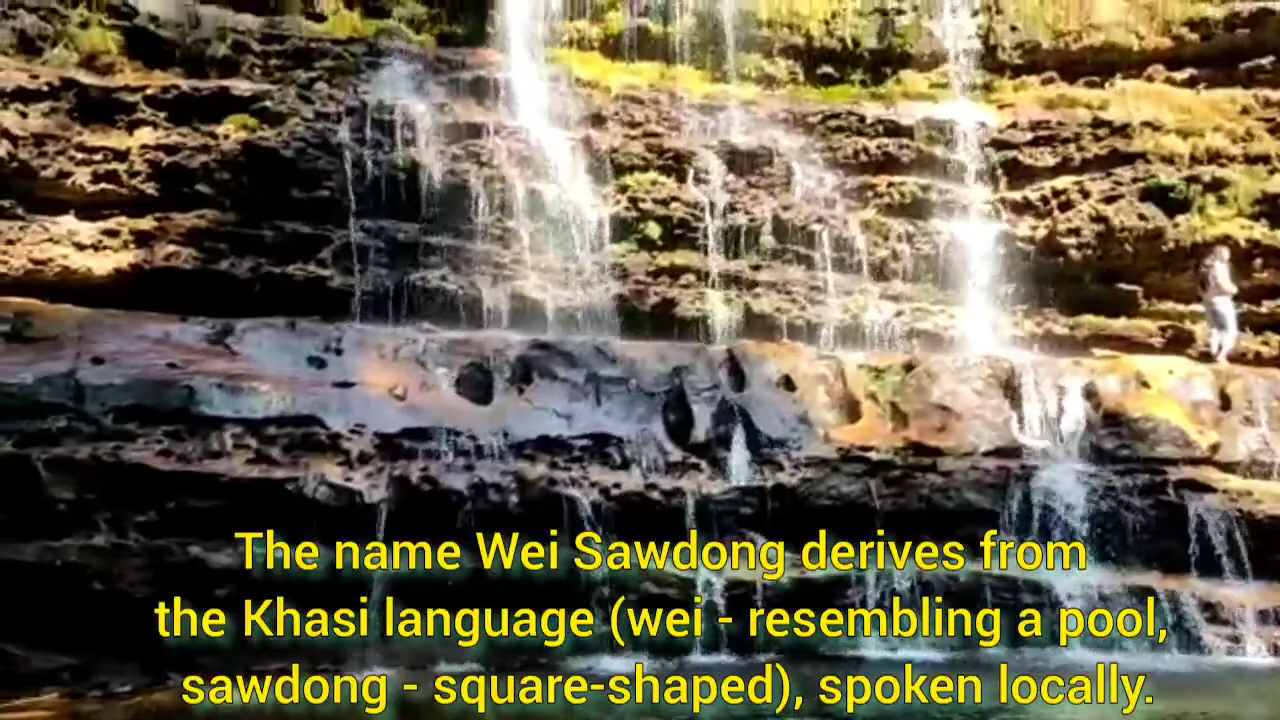 The name Wei Sawdong derives from
the Khasi language (wei - resembling a pool,
sawdong - square-shaped), spoken locally.